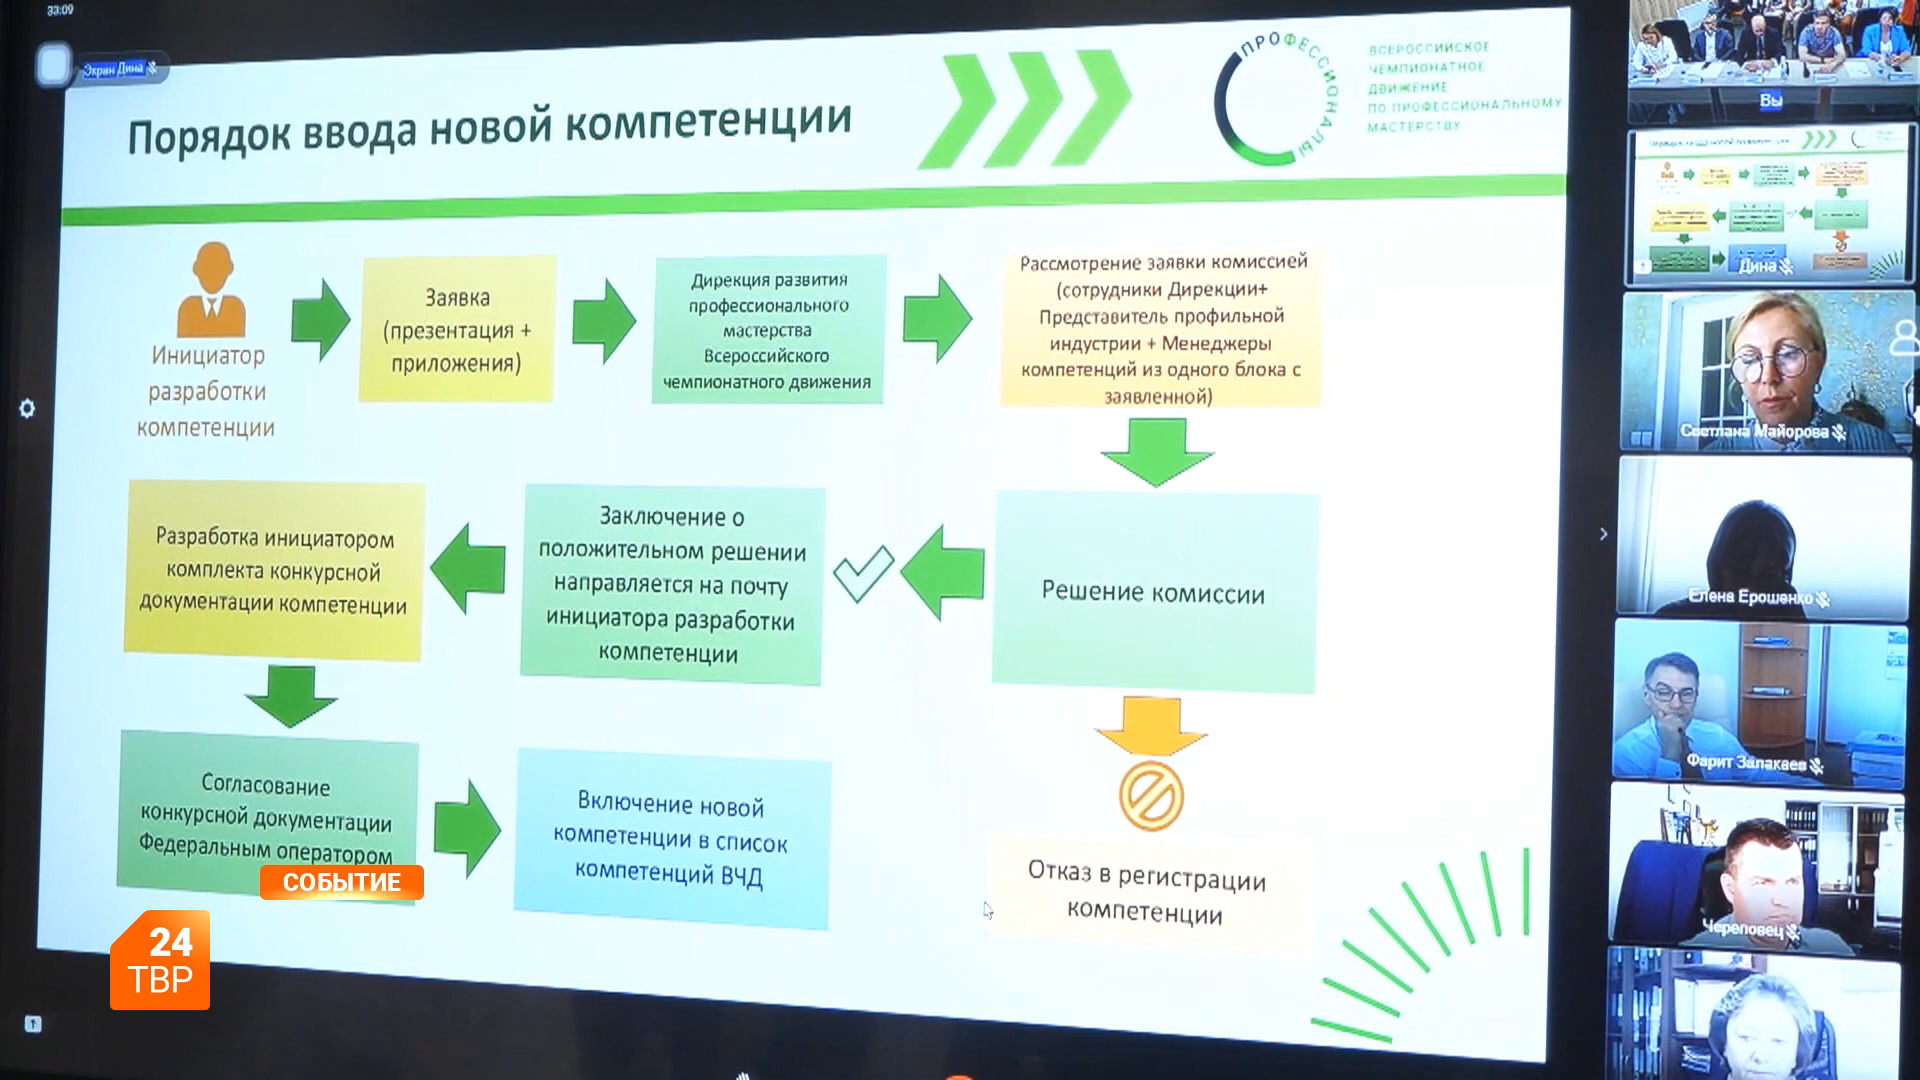 33:09
Экран Дина
Порядок ввода новой компетенции
ПРОФЕССИОНАЛЫ
ВСЕРОССИЙСКОЕ
ЧЕМПИОНАТНОЕ
ДВИЖЕНИЕ
ПО ПРОФЕССИОНАЛЬНОМУ
МАСТЕРСТВУ
Инициатор
разработки
компетенции
Заявка
(презентация +
приложения)
Дирекция развития
профессионального
мастерства
Всероссийского
чемпионатного движения
Рассмотрение заявки комиссией
(сотрудники Дирекции+
Представитель профильной
индустрии + Менеджеры
компетенций из одного блока с
заявленной)
Решение комиссии
Заключение о
положительном решении
направляется на почту
инициатора разработки
компетенции
Разработка инициатором
комплекта конкурсной
документации компетенции
Согласование
конкурсной документации
Федеральным оператором
Включение новой
компетенции в список
компетенций ВЧД
Отказ в регистрации
компетенции
СОБЫТИЕ
24
ТВР
Вы
Дина
Светлана Майорова
Елена Ерошенко
Фарит Залакаев
Череповец